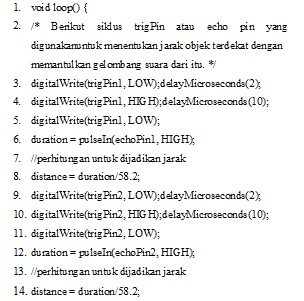 1. void loop() {
2. /* Berikut siklus trigPin atau echo pin yang
digunakanuntuk menentukan jarak objek terdekat dengan
memantulkan gelombang suara dari itu. */
3. digitalWrite(trigPin1, LOW);delayMicroseconds(2);
4. digitalWrite(trigPin1, HIGH);delayMicroseconds(10);
5. digitalWrite(trigPin1, LOW);
6. duration = pulseIn(echoPin1, HIGH);
7. //perhitungan untuk dijadikan jarak
8. distance = duration/58.2;
9. digitalWrite(trigPin2, LOW);delayMicroseconds(2);
10. digitalWrite(trigPin2, HIGH);delayMicroseconds(10);
11. digitalWrite(trigPin2, LOW);
12. duration = pulseIn(echoPin2, HIGH);
13. //perhitungan untuk dijadikan jarak
14. distance = duration/58.2;